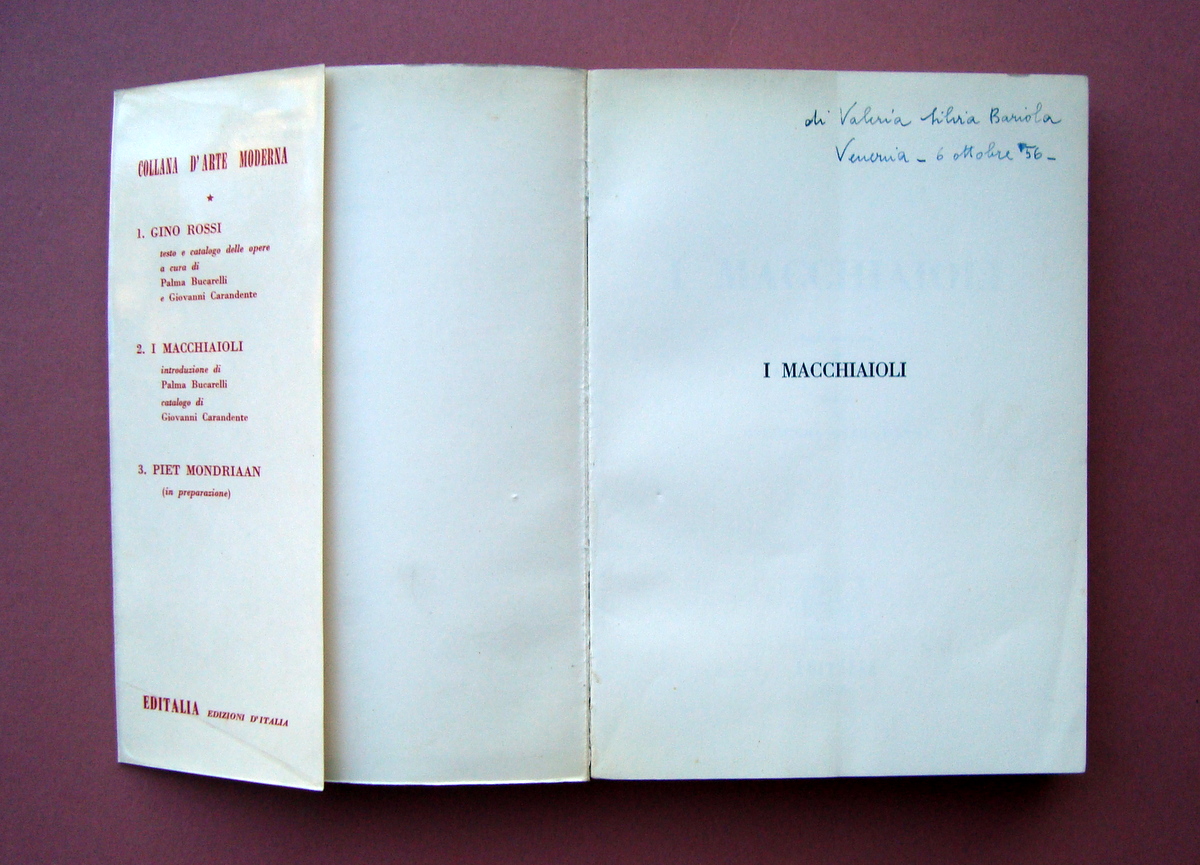 COLLANA D'ARTE MODERNA
★
1. GINO ROSSI
testo e catalogo delle opere
a cura di
Palma Bucarelli
e Giovanni Carandente
2. I MACCHIAIOLI
introduzione di
Palma Bucarelli
catalogo di
Giovanni Carandente
3. PIET MONDRIAAN
(in preparazione)
EDITALIA EDIZIONI D'ITALIA
di Valeria Silvia Bariola
Venezia - 6 ottobre '56 -
I MACCHIAIOLI